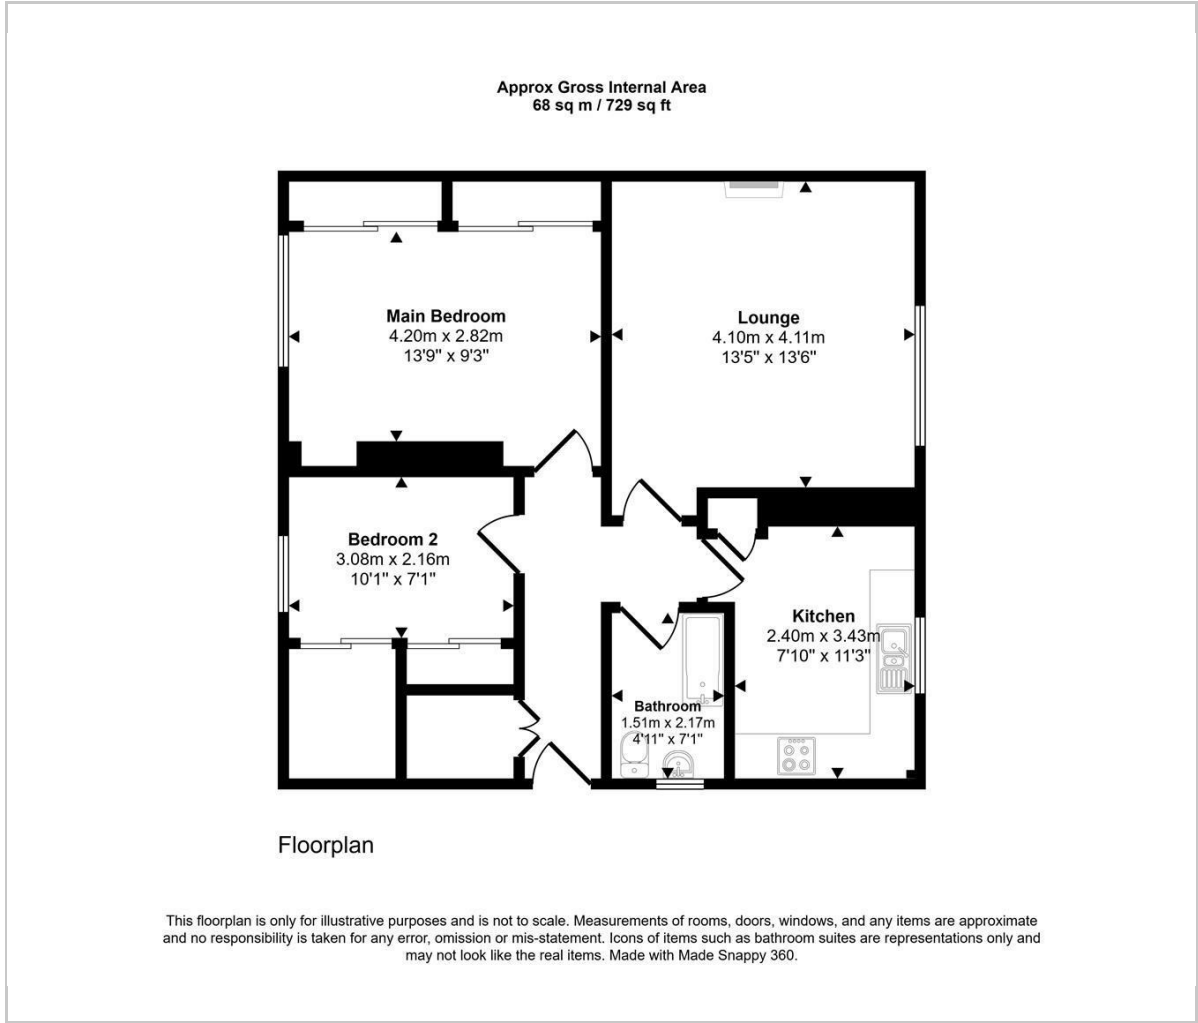 Approx Gross Internal Area
68 sq m / 729 sq ft
Main Bedroom
4.20m x 2.82m
13'9" x 9'3"
Lounge
4.10m x 4.11m
13'5" x 13'6"
Bedroom 2
3.08m x 2.16m
10'1" x 7'1"
Kitchen
2.40m x 3.43m
7'10" x 11'3"
Bathroom
1.51m x 2.17m
4'11" x 7'1"
Floorplan
This floorplan is only for illustrative purposes and is not to scale. Measurements of rooms, doors, windows, and any items are approximate
and no responsibility is taken for any error, omission or mis-statement. Icons of items such as bathroom suites are representations only and
may not look like the real items. Made with Made Snappy 360.